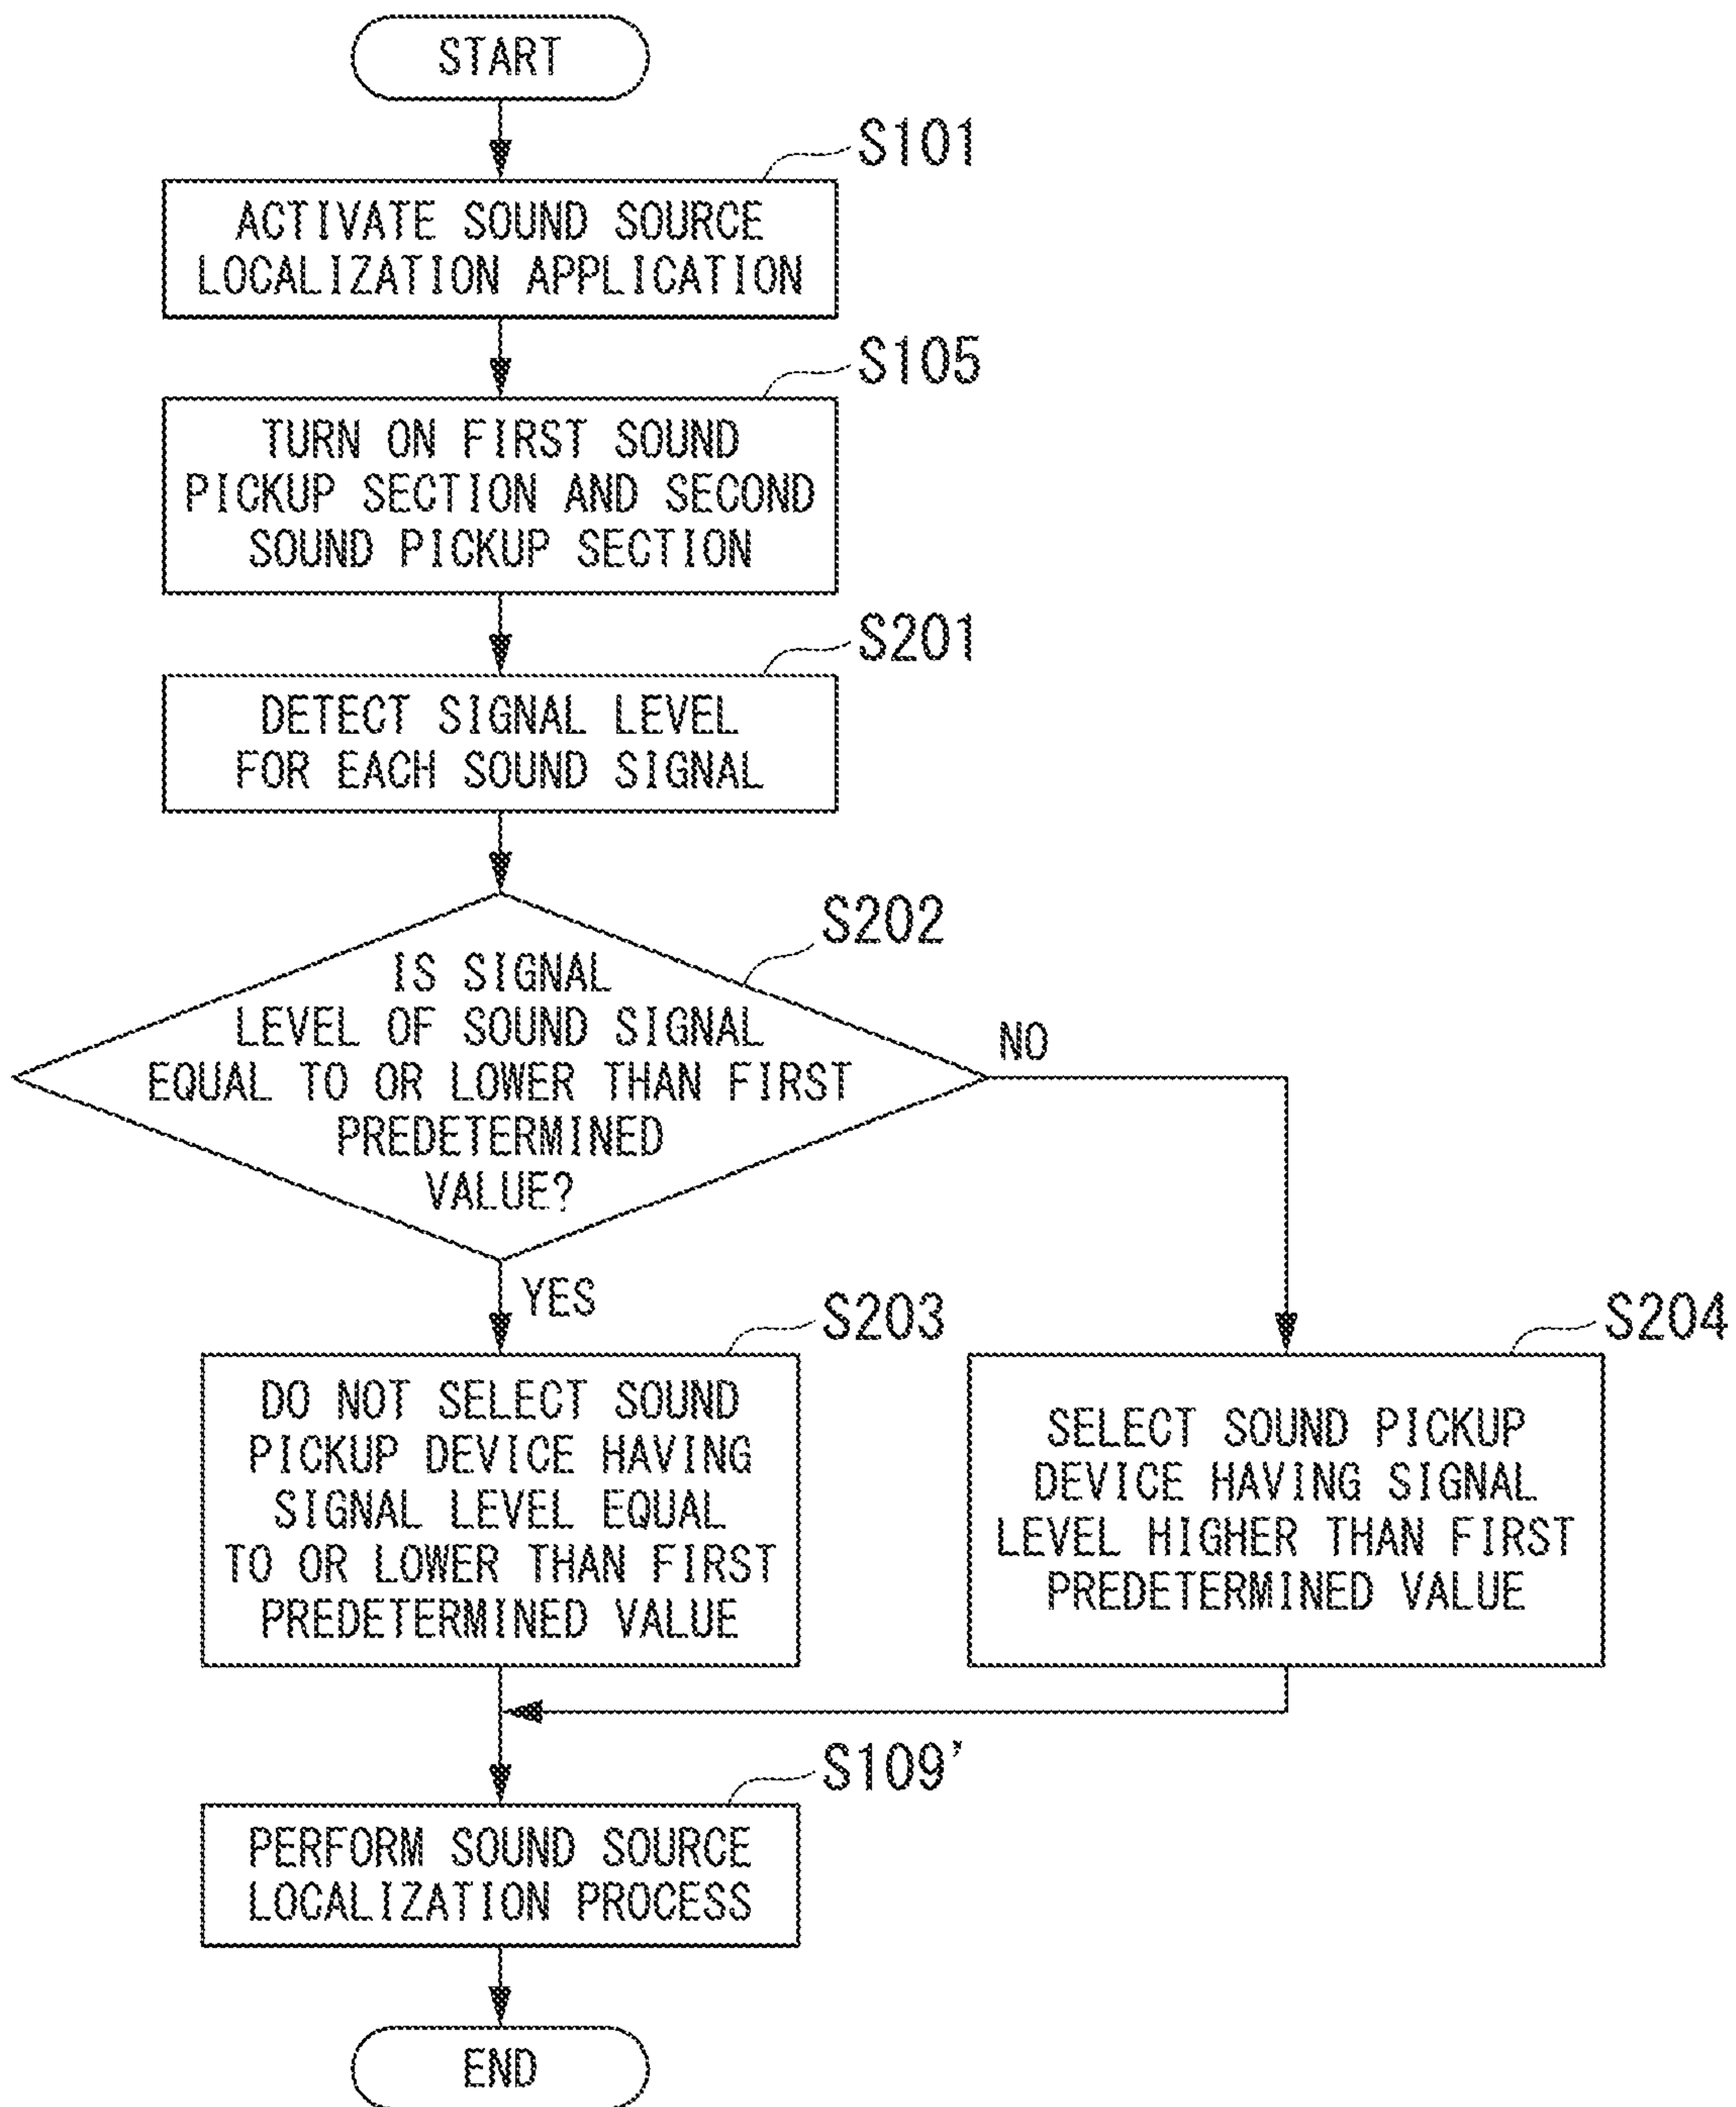 START
S101
ACTIVATE SOUND SOURCE
LOCALIZATION APPLICATION
S105
TURN ON FIRST SOUND
PICKUP SECTION AND SECOND
SOUND PICKUP SECTION
S201
DETECT SIGNAL LEVEL
FOR EACH SOUND SIGNAL
S202
IS SIGNAL
LEVEL OF SOUND SIGNAL
EQUAL TO OR LOWER THAN FIRST
PREDETERMINED
VALUE?
NO
YES
S203
DO NOT SELECT SOUND
PICKUP DEVICE HAVING
SIGNAL LEVEL EQUAL
TO OR LOWER THAN FIRST
PREDETERMINED VALUE
S204
SELECT SOUND PICKUP
DEVICE HAVING SIGNAL
LEVEL HIGHER THAN FIRST
PREDETERMINED VALUE
S109'
PERFORM SOUND SOURCE
LOCALIZATION PROCESS
END